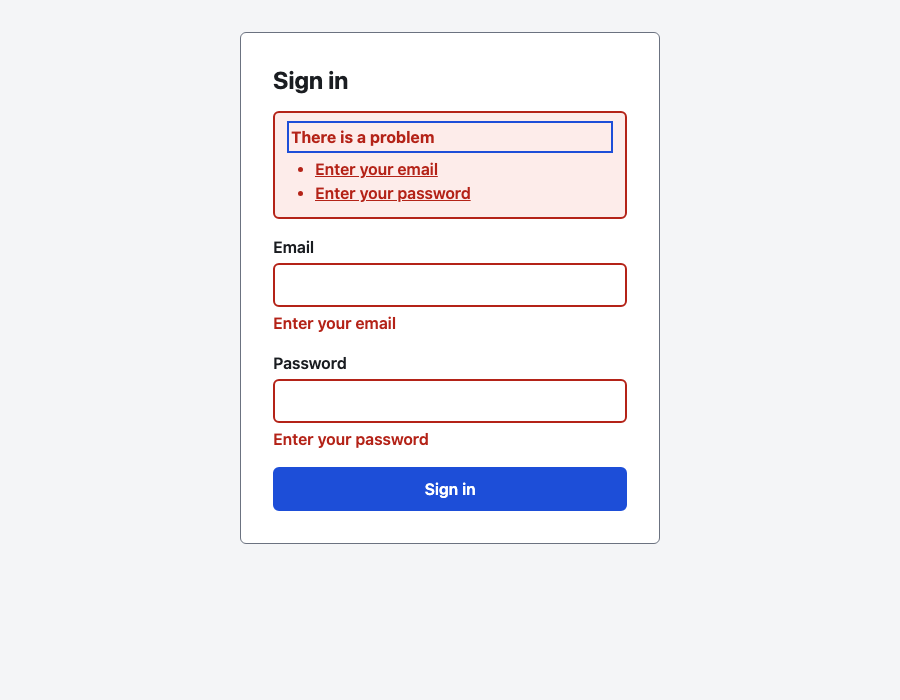 Sign in
There is a problem
Enter your email
Enter your password
Email
Enter your email
Password
Enter your password
Sign in